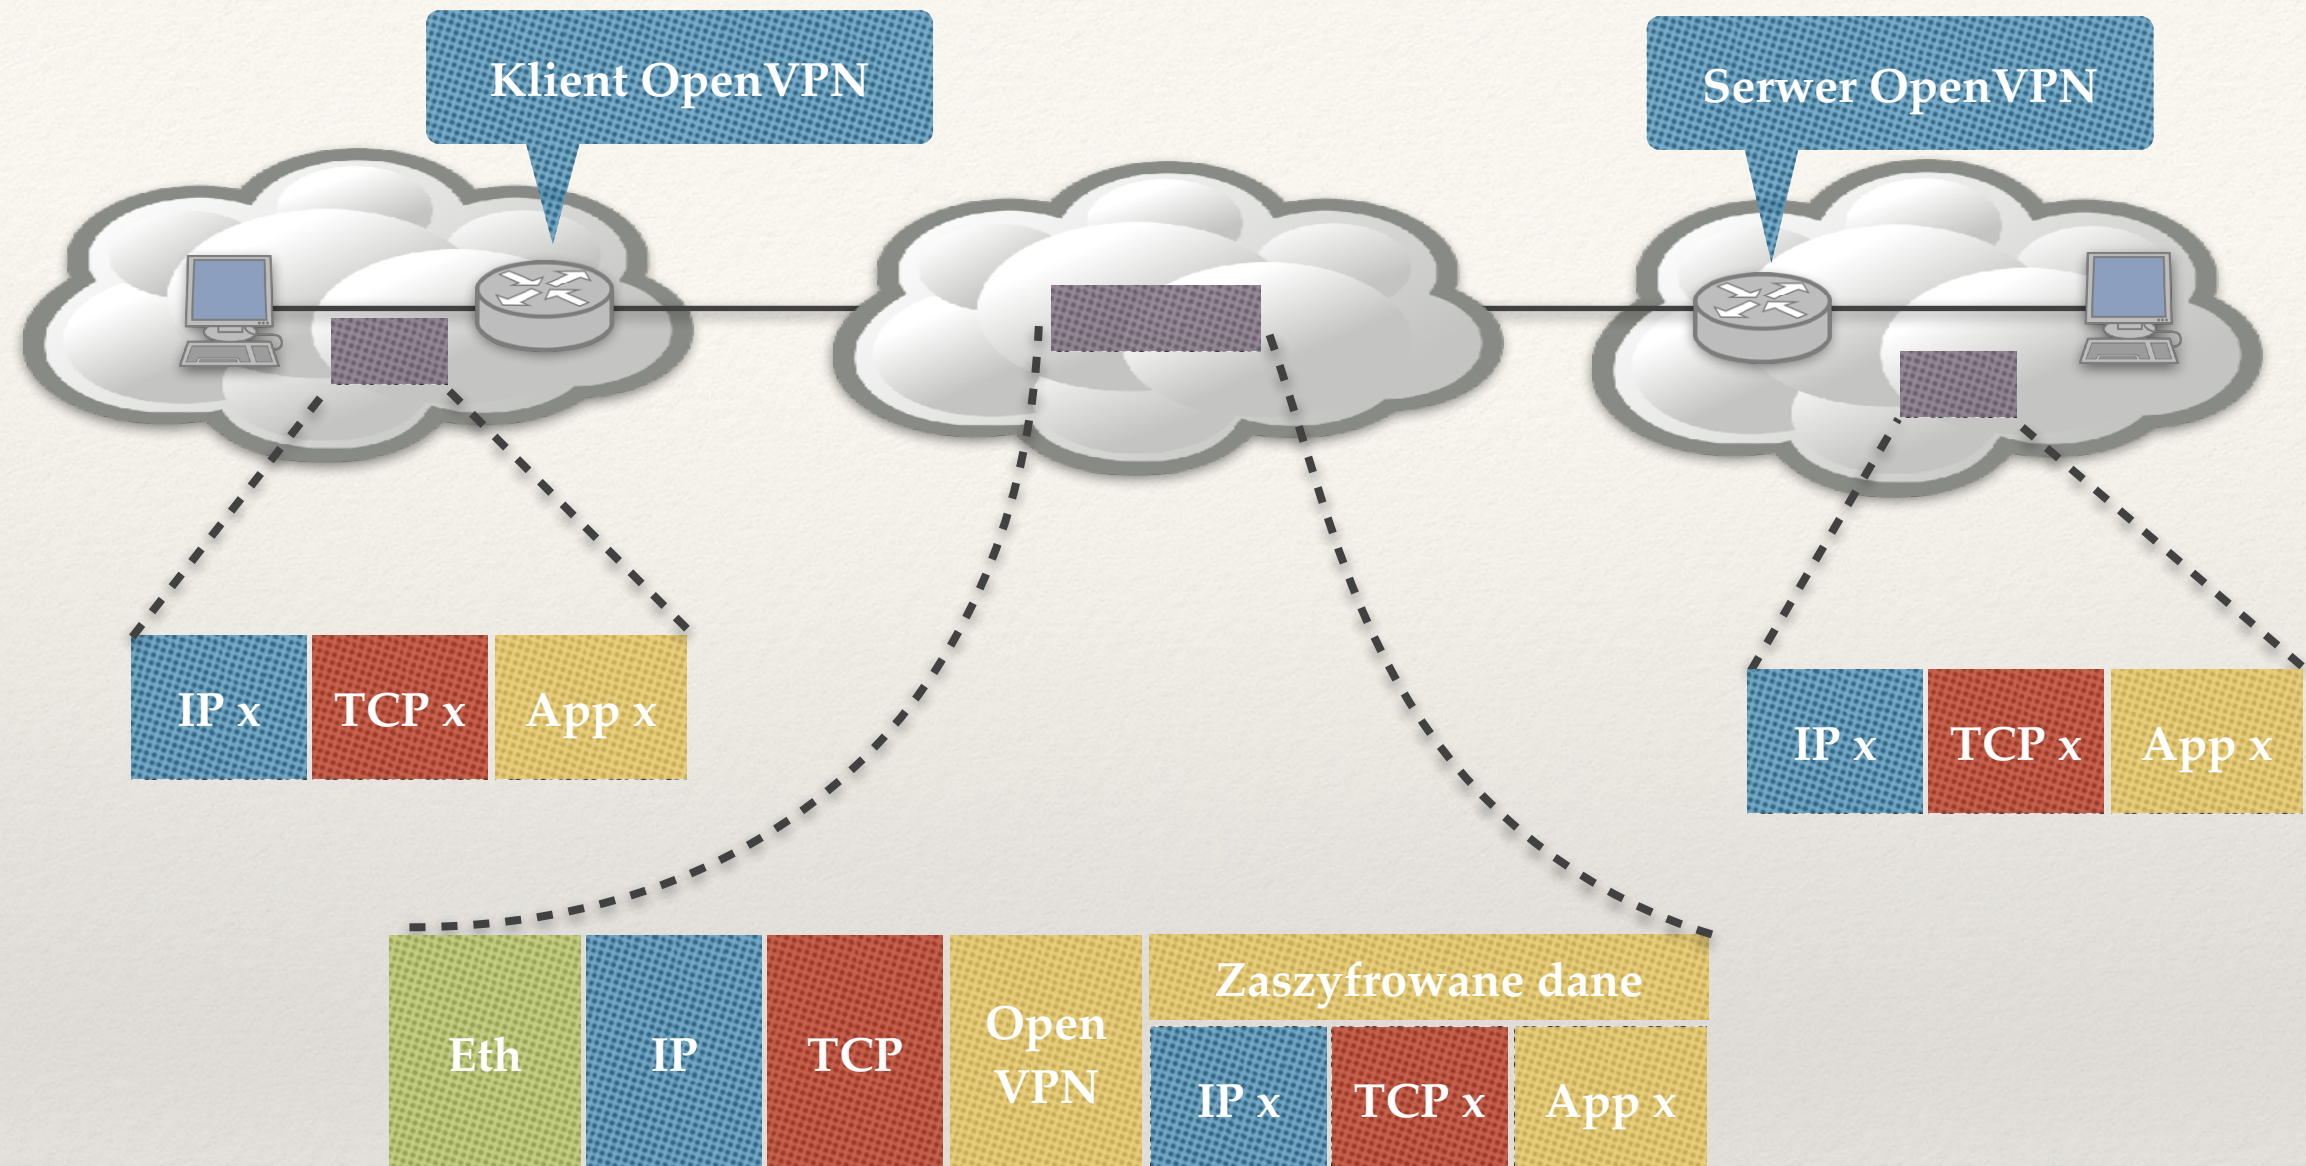 Klient OpenVPN
Serwer OpenVPN
IP x
TCP x
App x
IP x
TCP x
App x
Eth
IP
TCP
Open
VPN
Zaszyfrowane dane
IP x
TCP x
App x